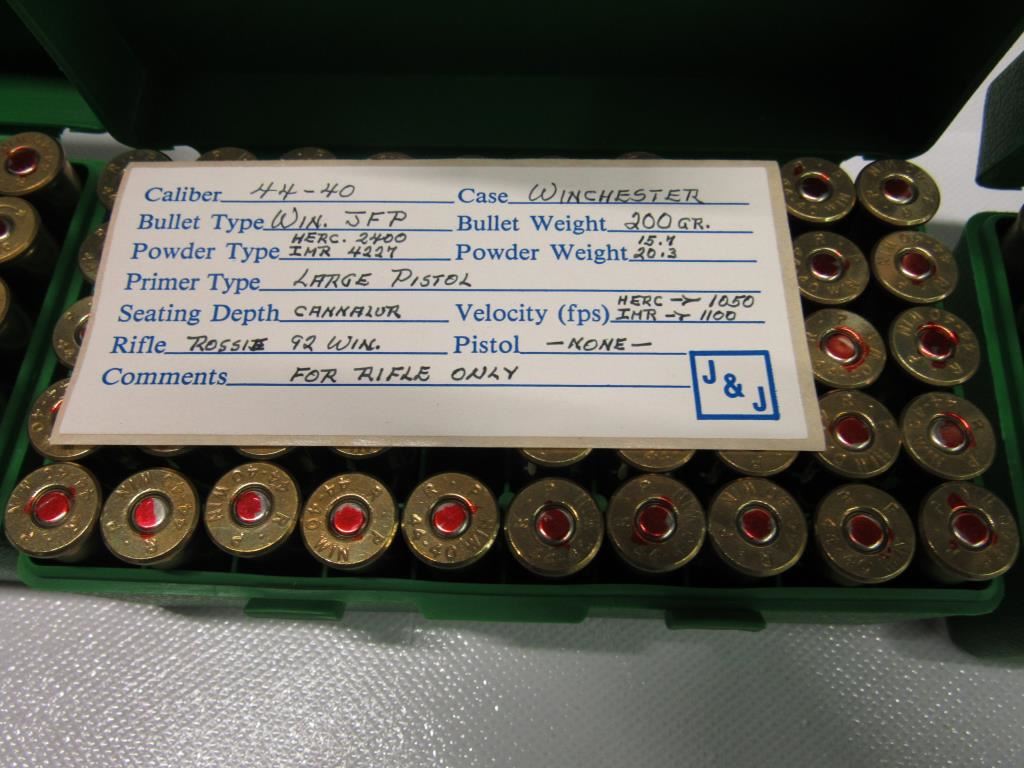 Caliber 44-40 Case WINCHESTER
Bullet Type WIN. JFP Bullet Weight 200 GR.
Powder Type HERC. 2400 IMR 4227 Powder Weight 15.7 20.3
Primer Type LARGE PISTOL
Seating Depth CANNALUR Velocity (fps) HERC → 1050 IMR → 1100
Rifle ROSSIE 92 WIN. Pistol —NONE—
Comments FOR RIFLE ONLY
J & J